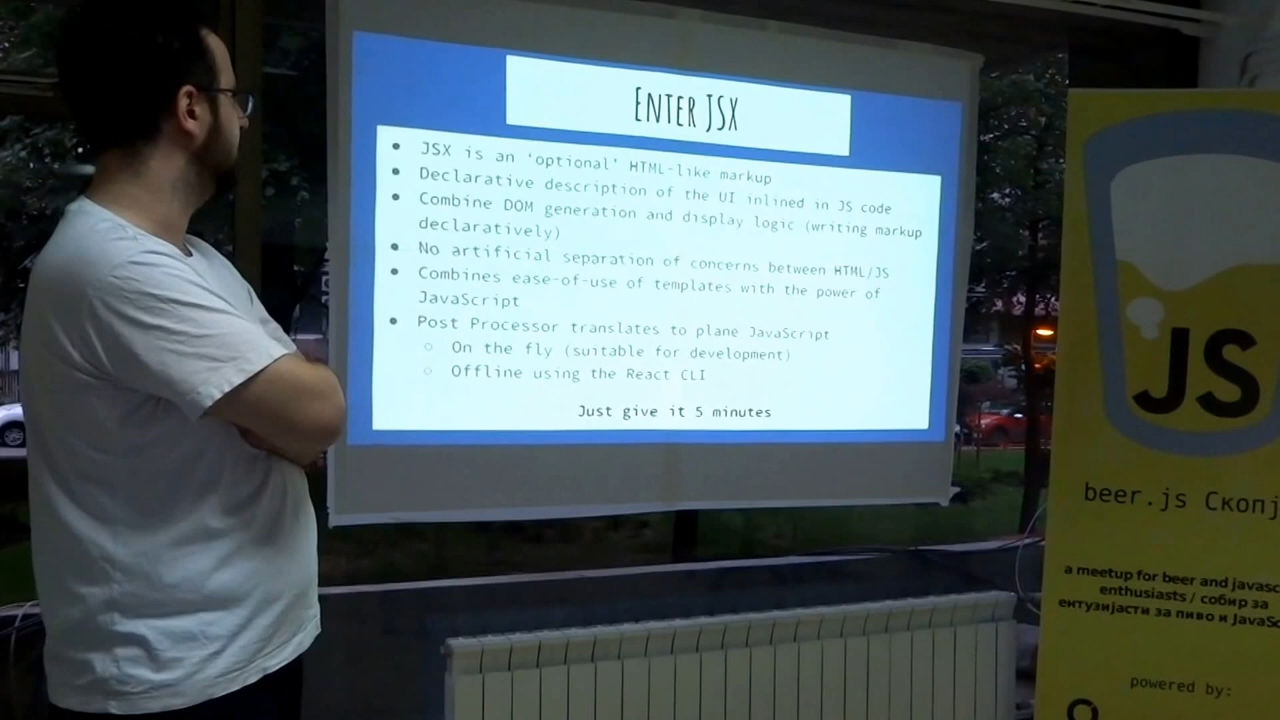 ENTER JSX
JSX is an 'optional' HTML-like markup
Declarative description of the UI inlined in JS code
Combine DOM generation and display logic (writing markup
declaratively)
No artificial separation of concerns between HTML/JS
Combines ease-of-use of templates with the power of
JavaScript
Post Processor translates to plane JavaScript
On the fly (suitable for development)
Offline using the React CLI
Just give it 5 minutes
JS
beer.js Скопј
a meetup for beer and javasc
enthusiasts / собир за
ентузијасти за пиво и JavaSc
powered by: